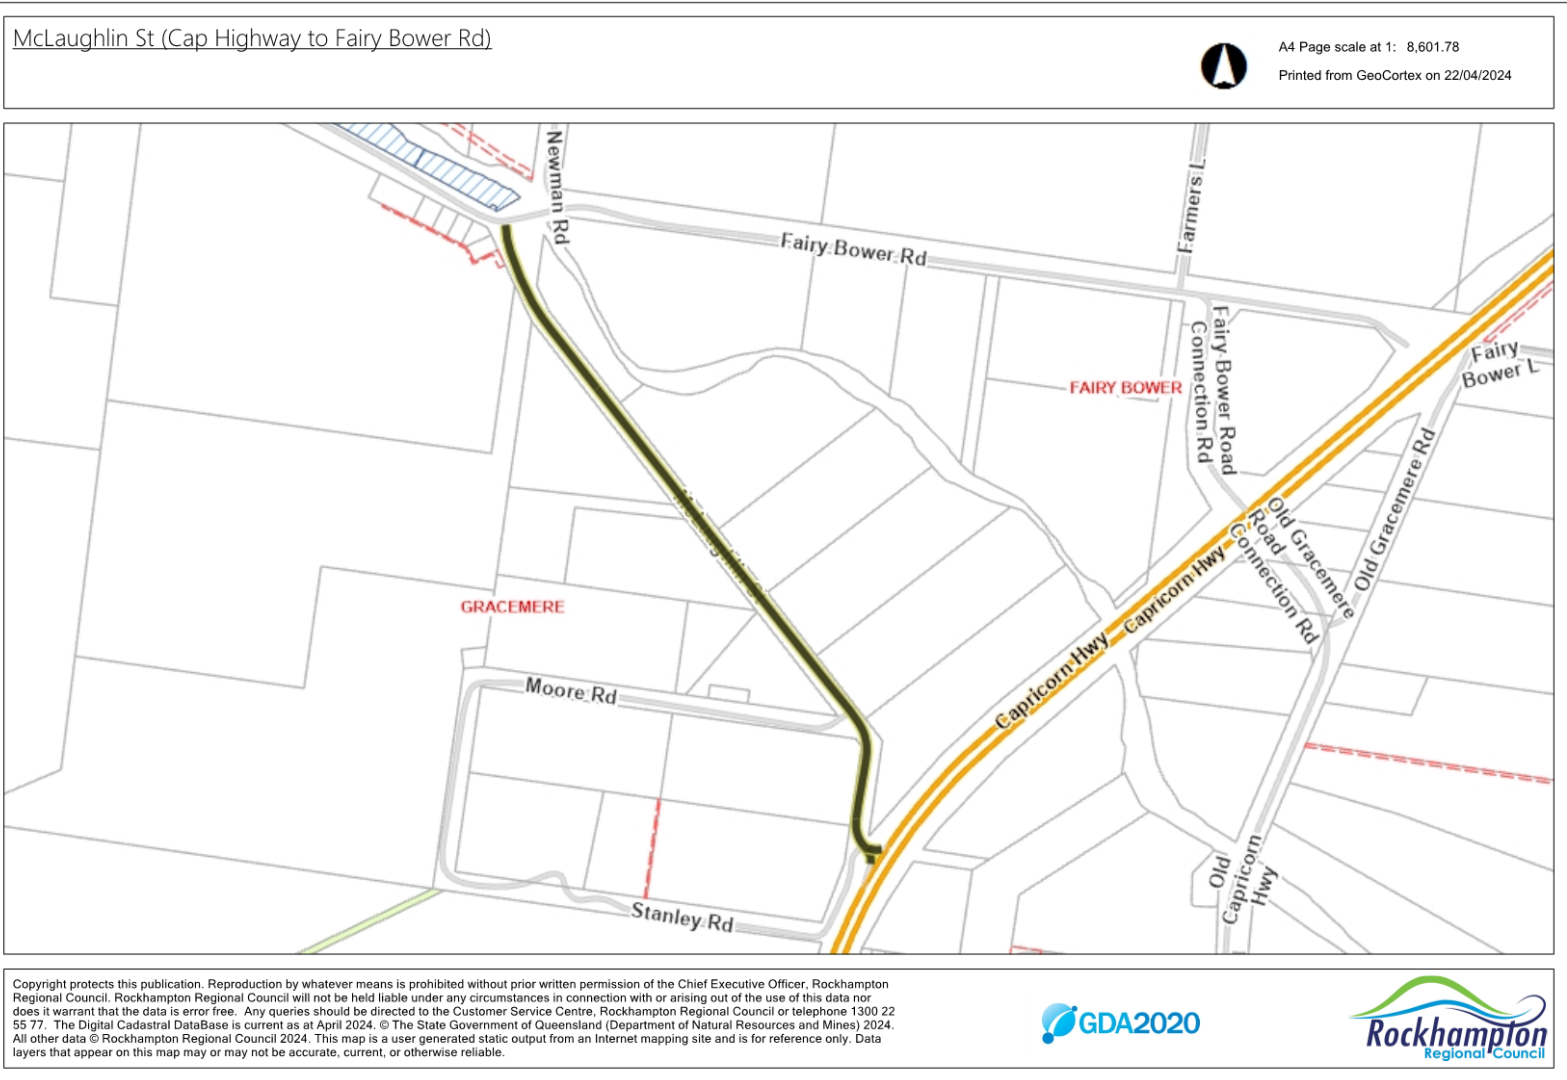 McLaughlin St (Cap Highway to Fairy Bower Rd)
A4 Page scale at 1: 8,601.78
Printed from GeoCortex on 22/04/2024
Newman Rd
Farmers L
Fairy Bower Rd
Fairy Bower Road
Connection Rd
Fairy
Bower L
FAIRY BOWER
Old Gracemere Rd
Old Gracemere
Road
Connection Rd
McLaughlin St
Capricorn Hwy
Capricorn Hwy
GRACEMERE
Moore Rd
Stanley Rd
Old
Capricorn
Hwy
Copyright protects this publication. Reproduction by whatever means is prohibited without prior written permission of the Chief Executive Officer, Rockhampton
Regional Council. Rockhampton Regional Council will not be held liable under any circumstances in connection with or arising out of the use of this data nor
does it warrant that the data is error free. Any queries should be directed to the Customer Service Centre, Rockhampton Regional Council or telephone 1300 22
55 77. The Digital Cadastral DataBase is current as at April 2024. © The State Government of Queensland (Department of Natural Resources and Mines) 2024.
All other data © Rockhampton Regional Council 2024. This map is a user generated static output from an Internet mapping site and is for reference only. Data
layers that appear on this map may or may not be accurate, current, or otherwise reliable.
GDA2020
Rockhampton
Regional Council